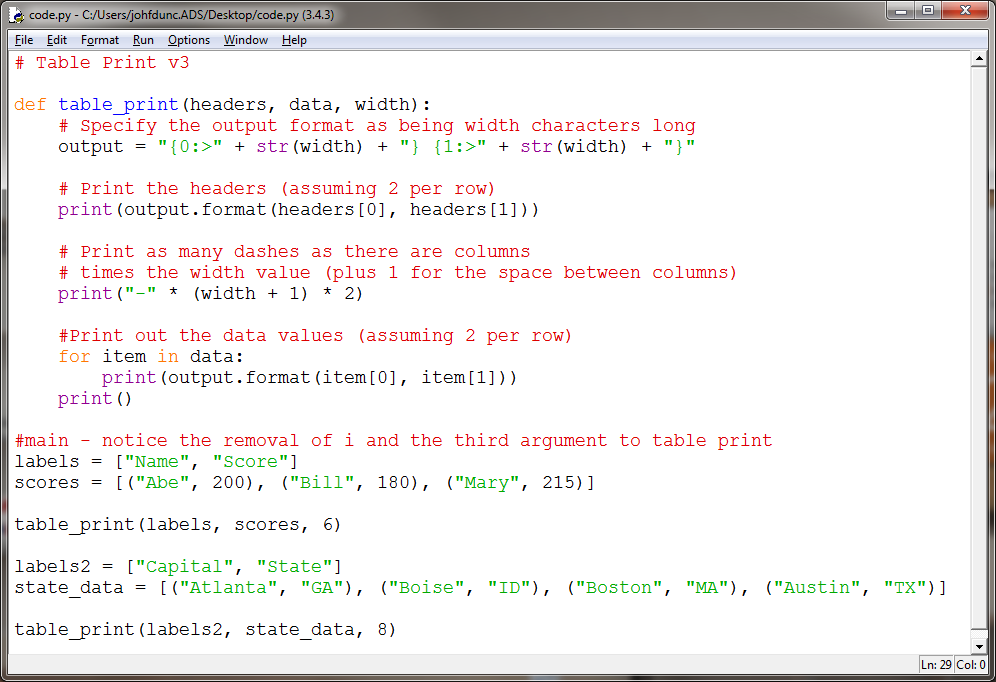 code.py - C:/Users/johfdunc.ADS/Desktop/code.py (3.4.3)
File Edit Format Run Options Window Help
# Table Print v3

def table_print(headers, data, width):
    # Specify the output format as being width characters long
    output = "{0:>" + str(width) + "} {1:>" + str(width) + "}"

    # Print the headers (assuming 2 per row)
    print(output.format(headers[0], headers[1]))

    # Print as many dashes as there are columns
    # times the width value (plus 1 for the space between columns)
    print("-" * (width + 1) * 2)

    #Print out the data values (assuming 2 per row)
    for item in data:
        print(output.format(item[0], item[1]))
    print()

#main - notice the removal of i and the third argument to table print
labels = ["Name", "Score"]
scores = [("Abe", 200), ("Bill", 180), ("Mary", 215)]

table_print(labels, scores, 6)

labels2 = ["Capital", "State"]
state_data = [("Atlanta", "GA"), ("Boise", "ID"), ("Boston", "MA"), ("Austin", "TX")]

table_print(labels2, state_data, 8)
Ln: 29 Col: 0